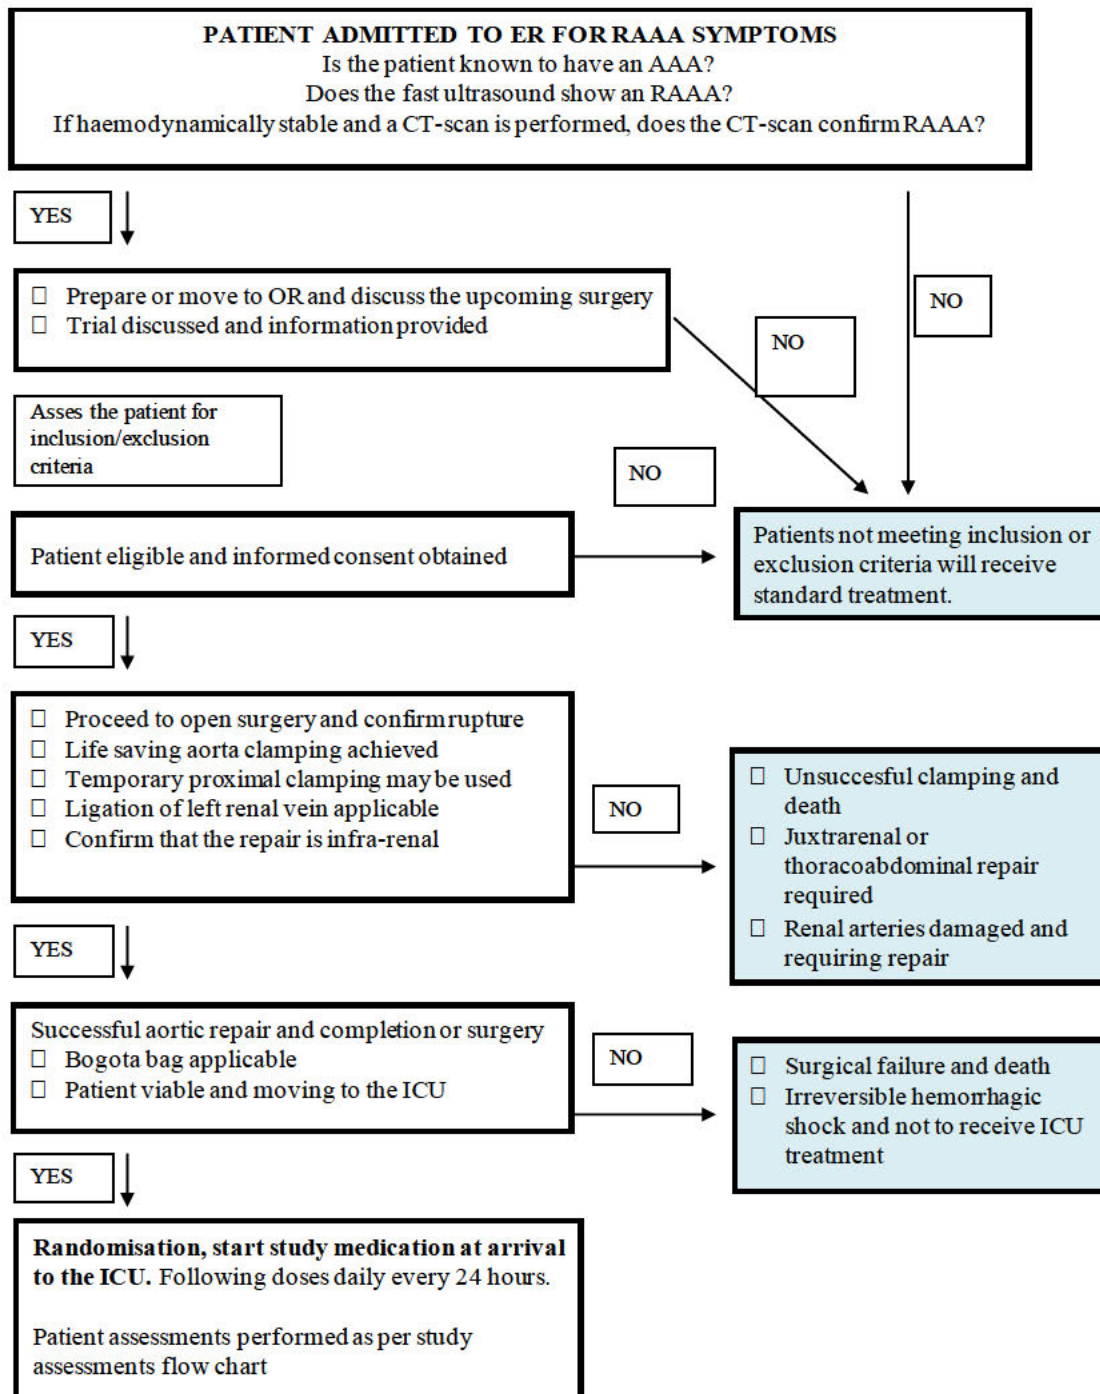 PATIENT ADMITTED TO ER FOR RAAA SYMPTOMS
Is the patient known to have an AAA?
Does the fast ultrasound show an RAAA?
If haemodynamically stable and a CT-scan is performed, does the CT-scan confirm RAAA?
YES
☐ Prepare or move to OR and discuss the upcoming surgery
☐ Trial discussed and information provided
NO
NO
Asses the patient for
inclusion/exclusion
criteria
NO
Patient eligible and informed consent obtained
Patients not meeting inclusion or
exclusion criteria will receive
standard treatment.
YES
☐ Proceed to open surgery and confirm rupture
☐ Life saving aorta clamping achieved
☐ Temporary proximal clamping may be used
☐ Ligation of left renal vein applicable
☐ Confirm that the repair is infra-renal
NO
☐ Unsuccesful clamping and
death
☐ Juxtrarenal or
thoracoabdominal repair
required
☐ Renal arteries damaged and
requiring repair
YES
Successful aortic repair and completion or surgery
☐ Bogota bag applicable
☐ Patient viable and moving to the ICU
NO
☐ Surgical failure and death
☐ Irreversible hemorrhagic
shock and not to receive ICU
treatment
YES
Randomisation, start study medication at arrival
to the ICU. Following doses daily every 24 hours.
Patient assessments performed as per study
assessments flow chart